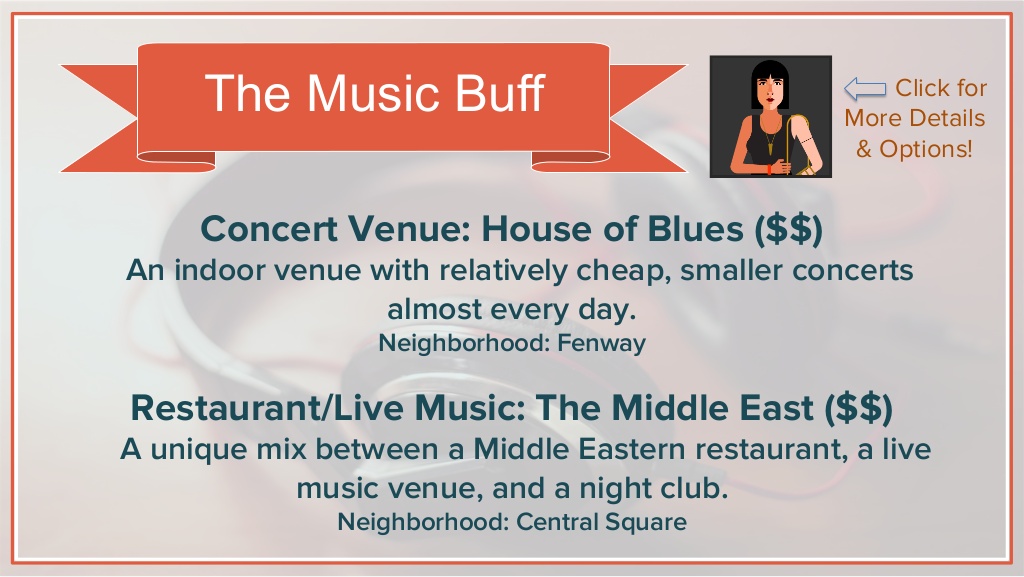 The Music Buff
Click for
More Details
& Options!
Concert Venue: House of Blues ($$)
An indoor venue with relatively cheap, smaller concerts
almost every day.
Neighborhood: Fenway
Restaurant/Live Music: The Middle East ($$)
A unique mix between a Middle Eastern restaurant, a live
music venue, and a night club.
Neighborhood: Central Square